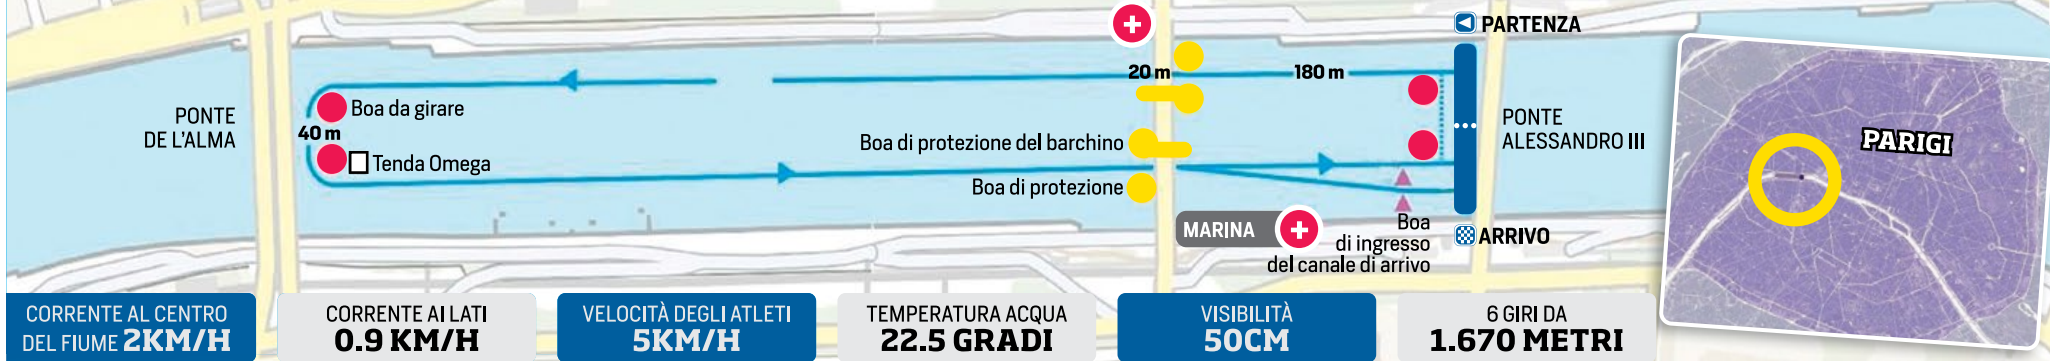 PARTENZA
20 m
180 m
Boa da girare
PONTE
DE L'ALMA
40 m
PONTE
ALESSANDRO III
PARIGI
Boa di protezione del barchino
Tenda Omega
Boa di protezione
MARINA
Boa
di ingresso
del canale di arrivo
ARRIVO
CORRENTE AL CENTRO
DEL FIUME 2KM/H
CORRENTE AI LATI
0.9 KM/H
VELOCITÀ DEGLI ATLETI
5KM/H
TEMPERATURA ACQUA
22.5 GRADI
VISIBILITÀ
50CM
6 GIRI DA
1.670 METRI